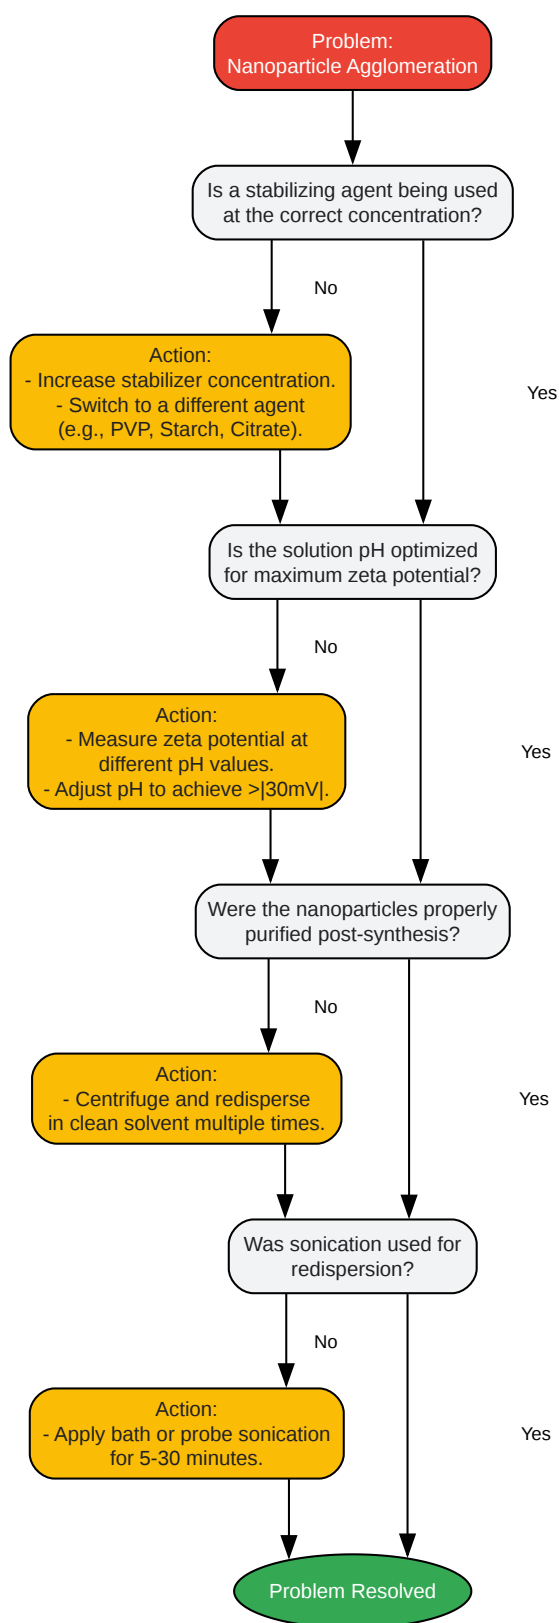 Problem:
Nanoparticle Agglomeration
Is a stabilizing agent being used
at the correct concentration?
No
Action:
- Increase stabilizer concentration.
- Switch to a different agent
(e.g., PVP, Starch, Citrate).
Yes
Is the solution pH optimized
for maximum zeta potential?
No
Action:
- Measure zeta potential at
different pH values.
- Adjust pH to achieve >|30mV|.
Yes
Were the nanoparticles properly
purified post-synthesis?
No
Action:
- Centrifuge and redisperse
in clean solvent multiple times.
Yes
Was sonication used for
redispersion?
No
Action:
- Apply bath or probe sonication
for 5-30 minutes.
Yes
Problem Resolved